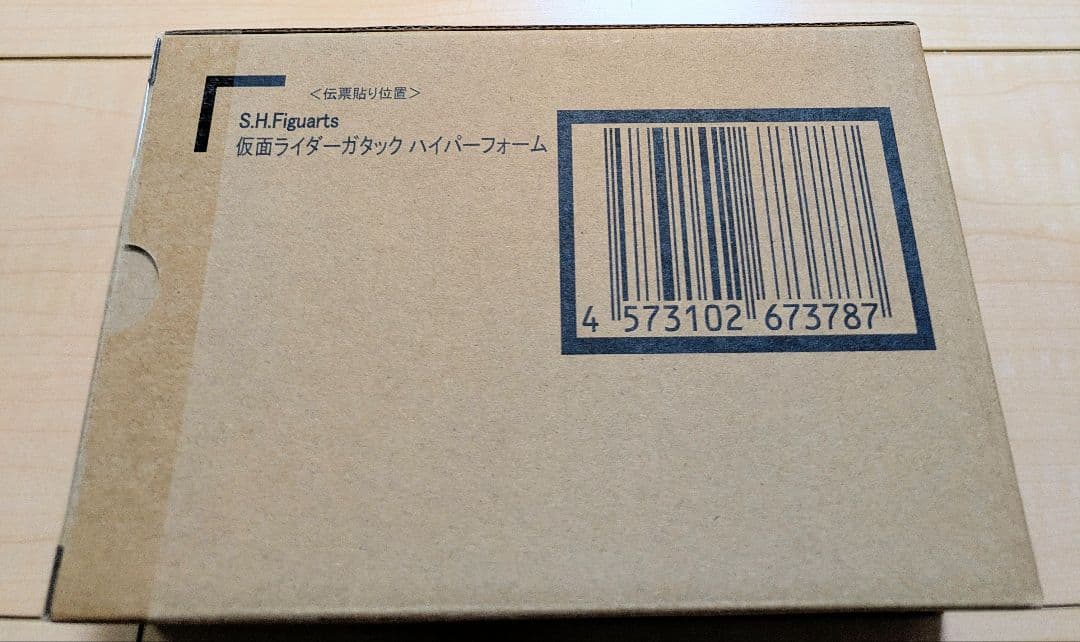 ＜伝票貼り位置＞
S.H.Figuarts
仮面ライダーガタック ハイパーフォーム
4 573102 673787